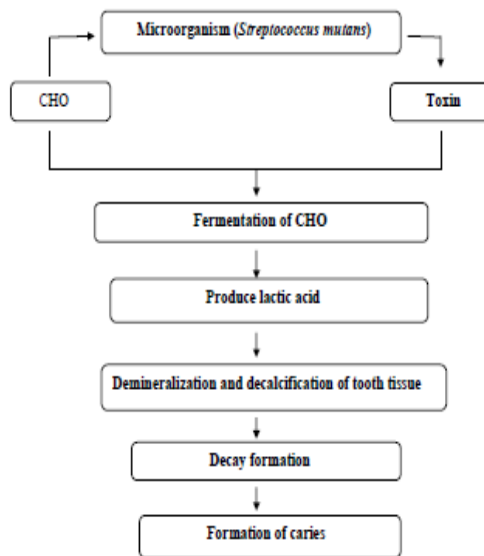 Microorganism (Streptococcus mutans)
CHO
Toxin
Fermentation of CHO
Produce lactic acid
Demineralization and decalcification of tooth tissue
Decay formation
Formation of caries